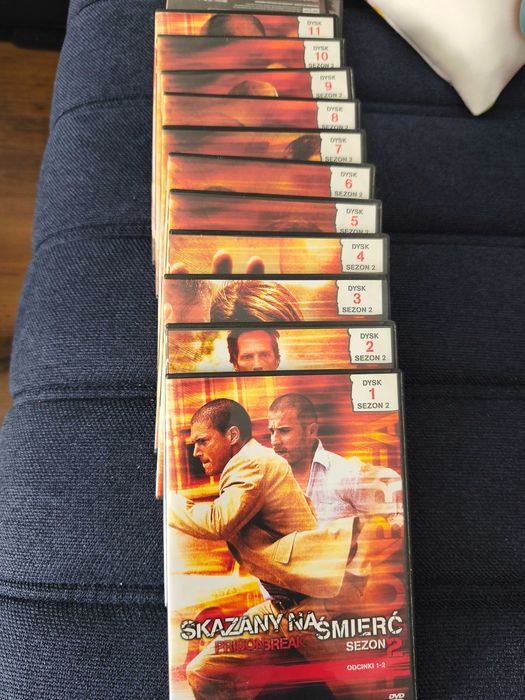 DYSK
11
DYSK
10
SEZON 2
DYSK
9
SEZON 2
DYSK
8
SEZON 2
DYSK
7
SEZON 2
DYSK
6
SEZON 2
DYSK
5
SEZON 2
DYSK
4
SEZON 2
DYSK
3
SEZON 2
DYSK
2
SEZON 2
DYSK
1
SEZON 2
SKAZANY NA ŚMIERĆ
PRISON BREAK
SEZON 2
ODCINKI 1-2
DVD